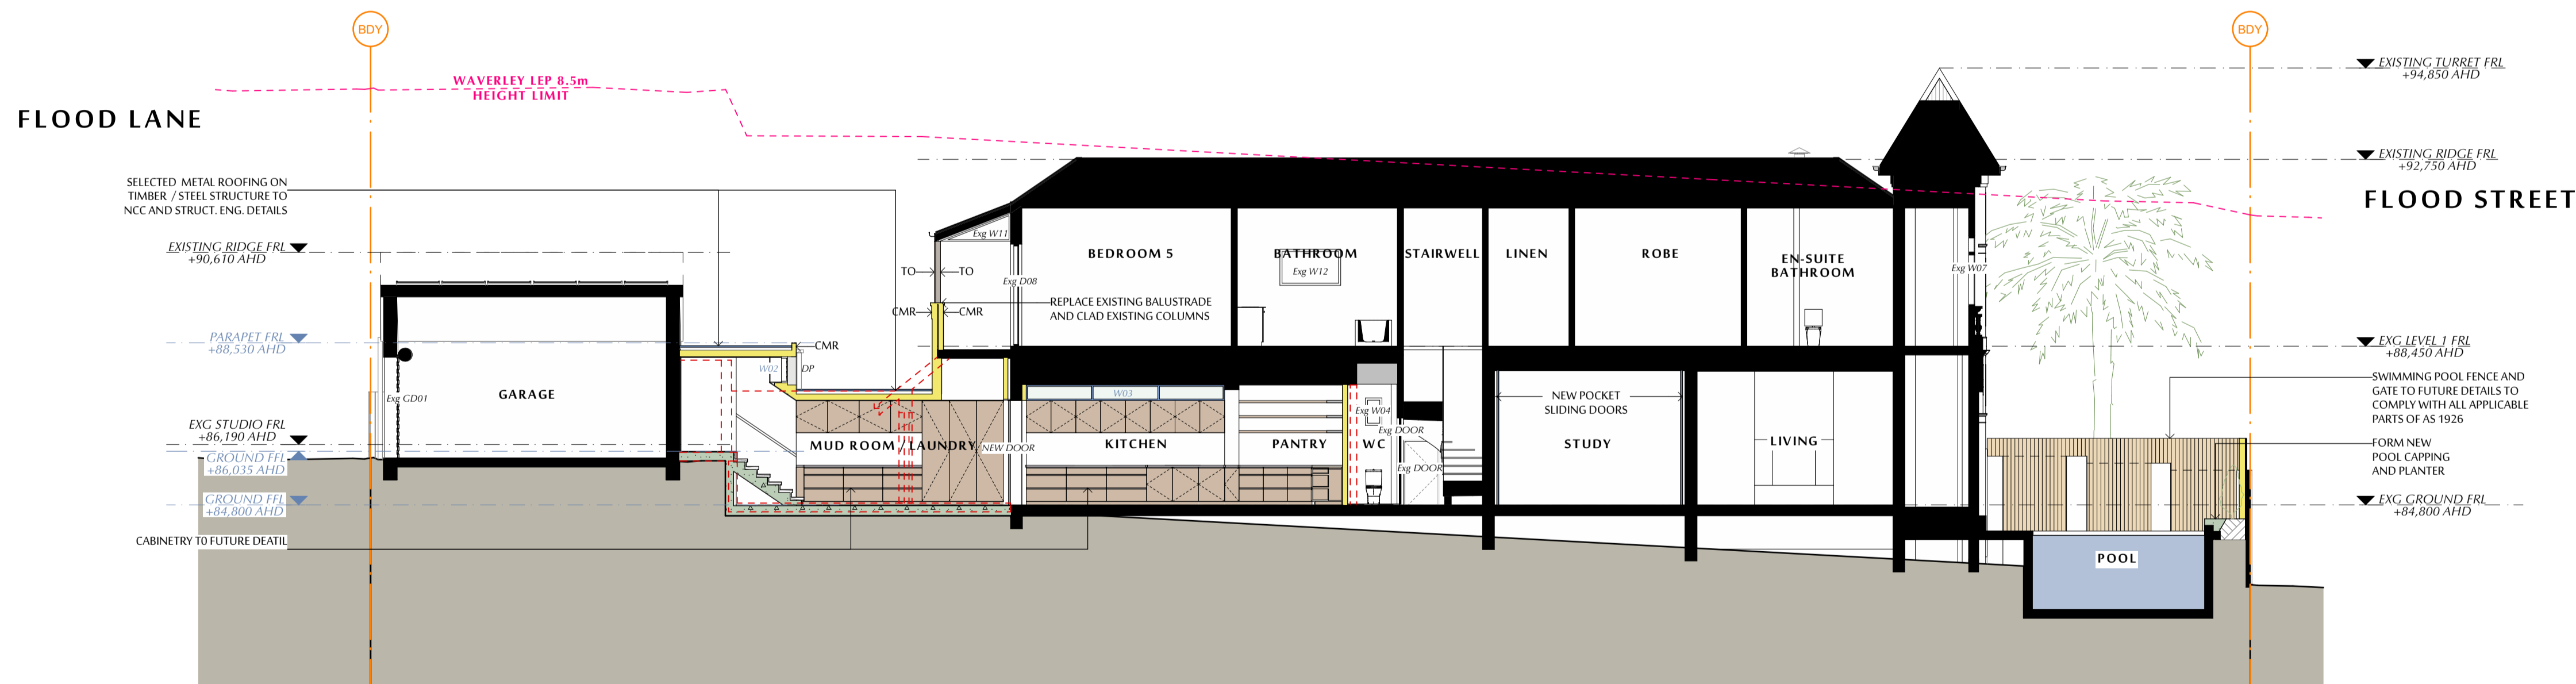 BDY
BDY
WAVERLEY LEP 8.5m
HEIGHT LIMIT
FLOOD LANE
EXISTING TURRET FRL
+94,850 AHD
EXISTING RIDGE FRL
+92,750 AHD
FLOOD STREET
SELECTED METAL ROOFING ON
TIMBER / STEEL STRUCTURE TO
NCC AND STRUCT. ENG. DETAILS
EXISTING RIDGE FRL
+90,610 AHD
PARAPET FRL
+88,530 AHD
EXG STUDIO FRL
+86,190 AHD
GROUND FFL
+86,035 AHD
GROUND FFL
+84,800 AHD
CABINETRY TO FUTURE DEATIL
Exg W11
TO
TO
Exg D08
CMR
CMR
REPLACE EXISTING BALUSTRADE
AND CLAD EXISTING COLUMNS
BEDROOM 5
BATHROOM
Exg W12
STAIRWELL
LINEN
ROBE
EN-SUITE
BATHROOM
Exg W07
CMR
W02
DP
GARAGE
Exg GD01
MUD ROOM / LAUNDRY
NEW DOOR
W03
KITCHEN
PANTRY
Exg W04
WC
Exg DOOR
Exg DOOR
NEW POCKET
SLIDING DOORS
STUDY
LIVING
POOL
EXG LEVEL 1 FRL
+88,450 AHD
SWIMMING POOL FENCE AND
GATE TO FUTURE DETAILS TO
COMPLY WITH ALL APPLICABLE
PARTS OF AS 1926
FORM NEW
POOL CAPPING
AND PLANTER
EXG GROUND FRL
+84,800 AHD